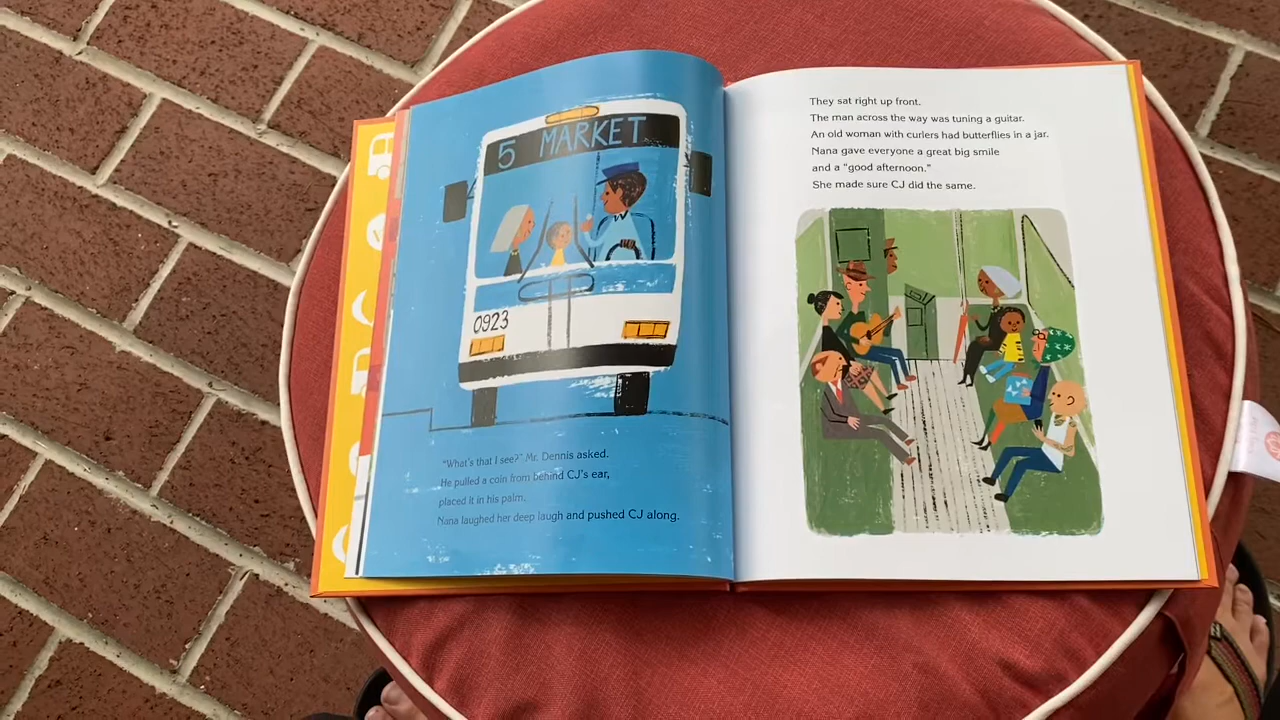 5 MARKET
0923
"What's that I see?" Mr. Dennis asked.
He pulled a coin from behind CJ's ear,
placed it in his palm.
Nana laughed her deep laugh and pushed CJ along.
They sat right up front.
The man across the way was tuning a guitar.
An old woman with curlers had butterflies in a jar.
Nana gave everyone a great big smile
and a "good afternoon."
She made sure CJ did the same.